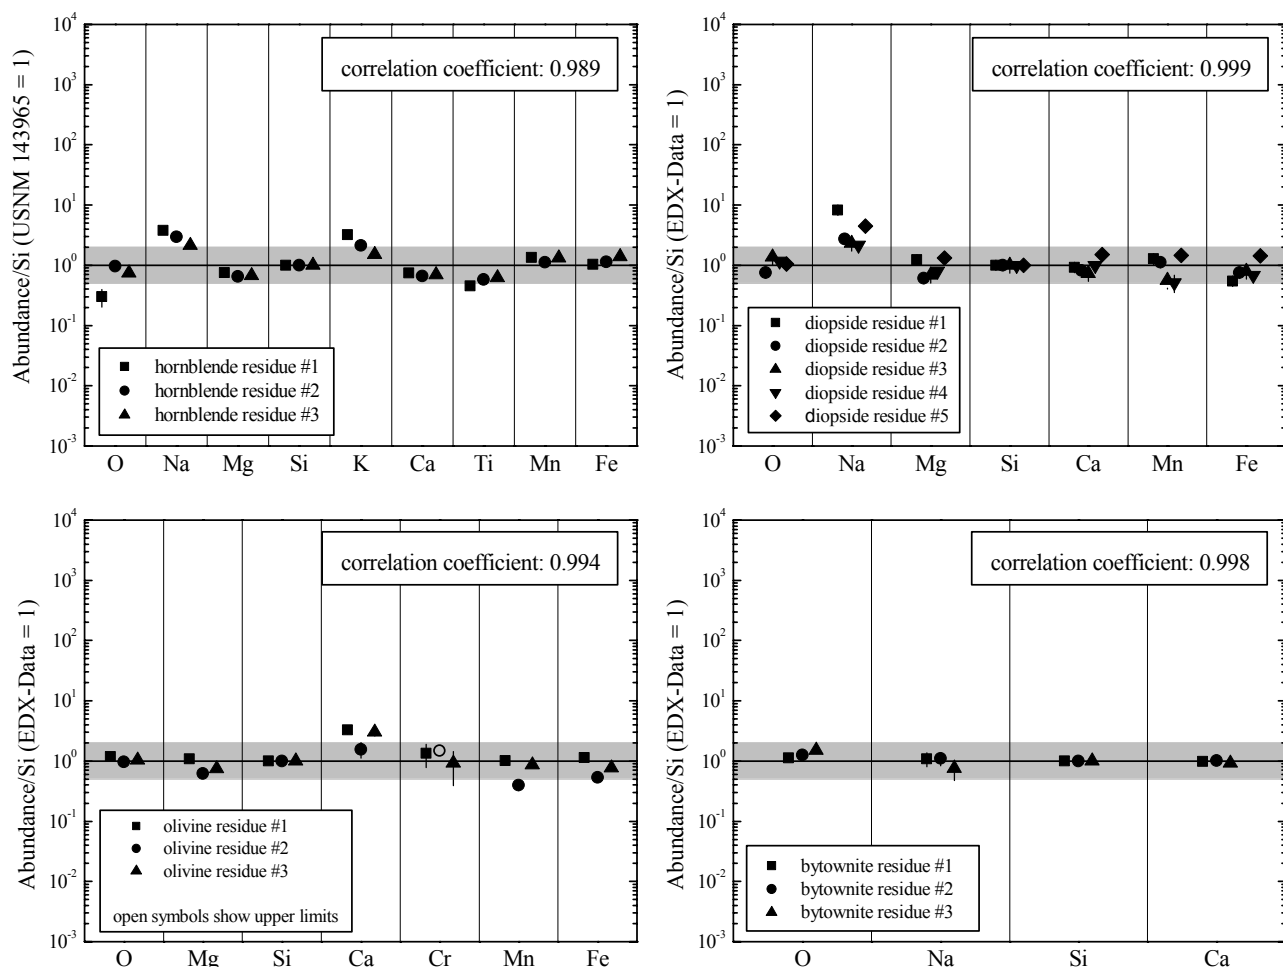 Abundance/Si (USNM 143965 = 1)
10^4
10^3
10^2
10^1
10^0
10^-1
10^-2
10^-3
correlation coefficient: 0.989
hornblende residue #1
hornblende residue #2
hornblende residue #3
O Na Mg Si K Ca Ti Mn Fe
Abundance/Si (EDX-Data = 1)
10^4
10^3
10^2
10^1
10^0
10^-1
10^-2
10^-3
correlation coefficient: 0.999
diopside residue #1
diopside residue #2
diopside residue #3
diopside residue #4
diopside residue #5
O Na Mg Si Ca Mn Fe
Abundance/Si (EDX-Data = 1)
10^4
10^3
10^2
10^1
10^0
10^-1
10^-2
10^-3
correlation coefficient: 0.994
olivine residue #1
olivine residue #2
olivine residue #3
open symbols show upper limits
O Mg Si Ca Cr Mn Fe
Abundance/Si (EDX-Data = 1)
10^4
10^3
10^2
10^1
10^0
10^-1
10^-2
10^-3
correlation coefficient: 0.998
bytownite residue #1
bytownite residue #2
bytownite residue #3
O Na Si Ca